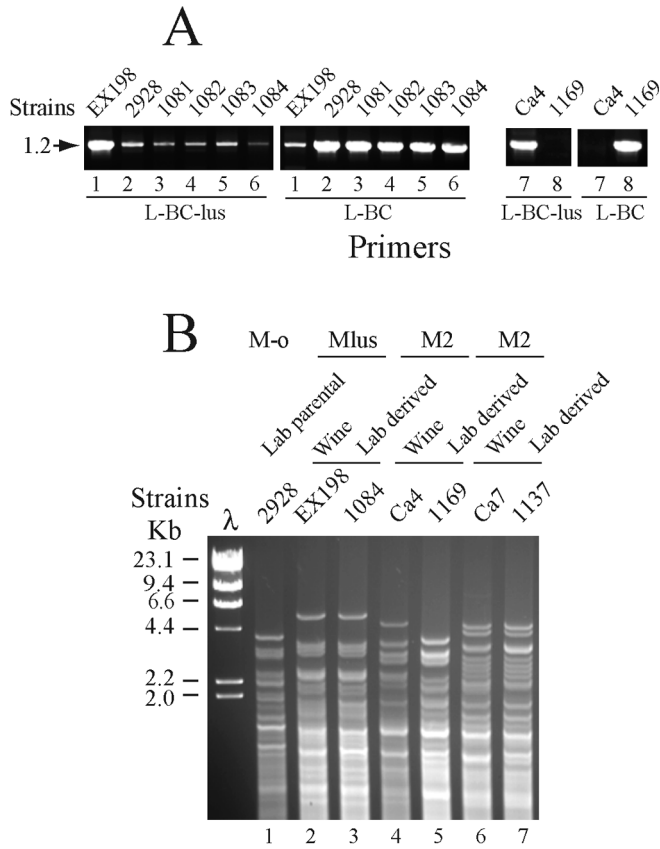 A
Strains EX198 2928 1081 1082 1083 1084 EX198 2928 1081 1082 1083 1084 Ca4 1169 Ca4 1169
1.2
1 2 3 4 5 6 1 2 3 4 5 6 7 8 7 8
L-BC-lus L-BC L-BC-lus L-BC
Primers
B
M-o Mlus M2 M2
Lab parental Wine Lab derived Wine Lab derived Wine Lab derived
Strains 2928 EX198 1084 Ca4 1169 Ca7 1137
Kb λ
23.1
9.4
6.6
4.4
2.2
2.0
1 2 3 4 5 6 7